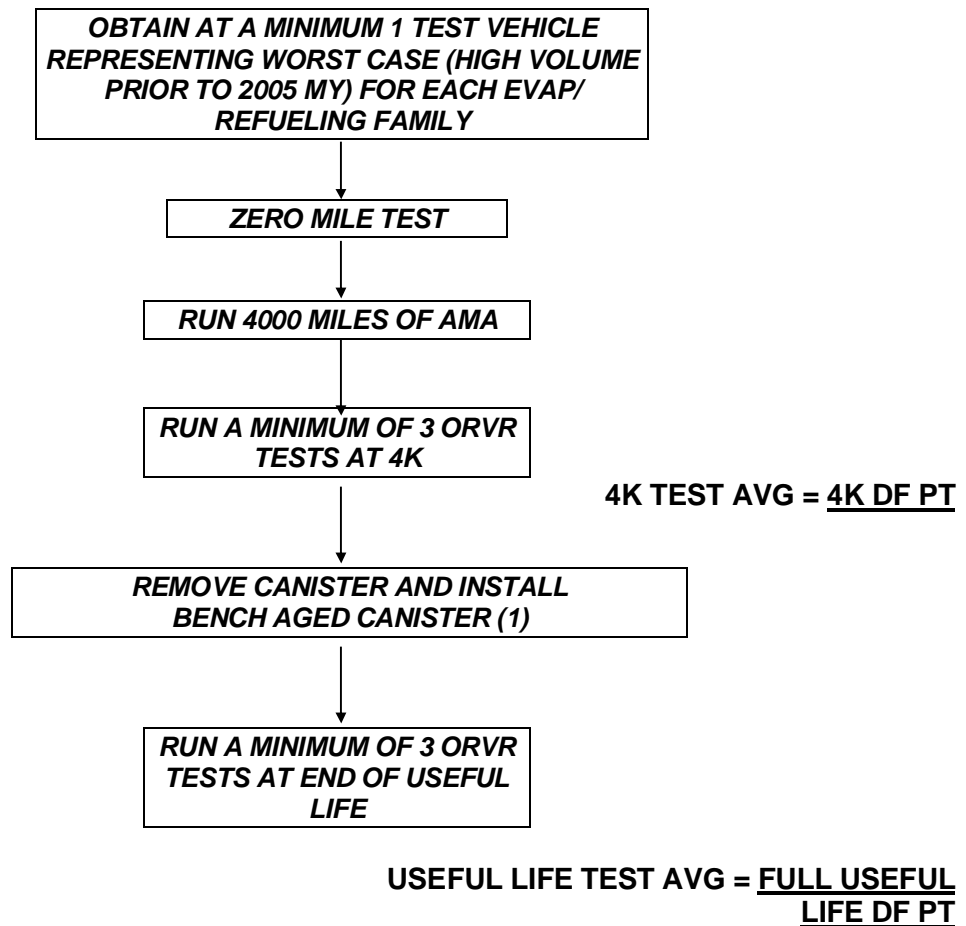 OBTAIN AT A MINIMUM 1 TEST VEHICLE
REPRESENTING WORST CASE (HIGH VOLUME
PRIOR TO 2005 MY) FOR EACH EVAP/
REFUELING FAMILY
ZERO MILE TEST
RUN 4000 MILES OF AMA
RUN A MINIMUM OF 3 ORVR
TESTS AT 4K
4K TEST AVG = 4K DF PT
REMOVE CANISTER AND INSTALL
BENCH AGED CANISTER (1)
RUN A MINIMUM OF 3 ORVR
TESTS AT END OF USEFUL
LIFE
USEFUL LIFE TEST AVG = FULL USEFUL
LIFE DF PT